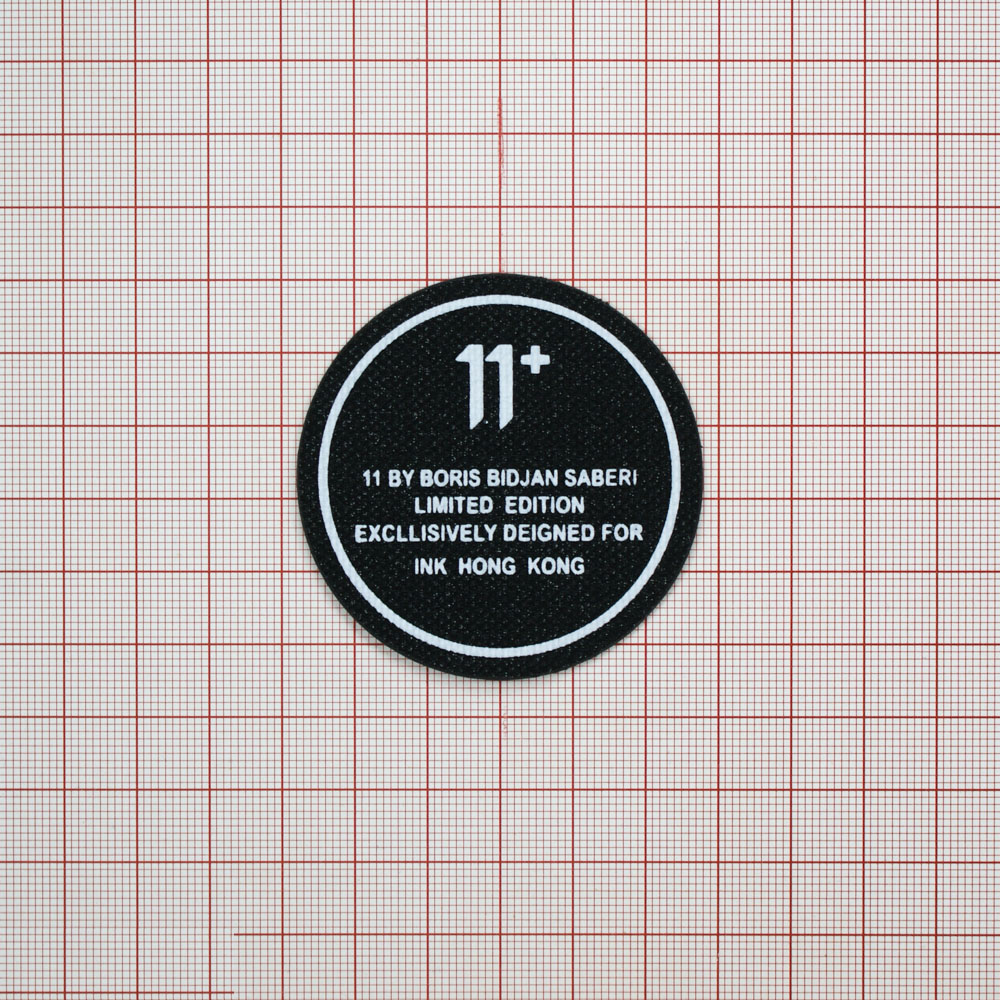 11+
11 BY BORIS BIDJAN SABERI
LIMITED EDITION
EXCLLISIVELY DEIGNED FOR
INK HONG KONG